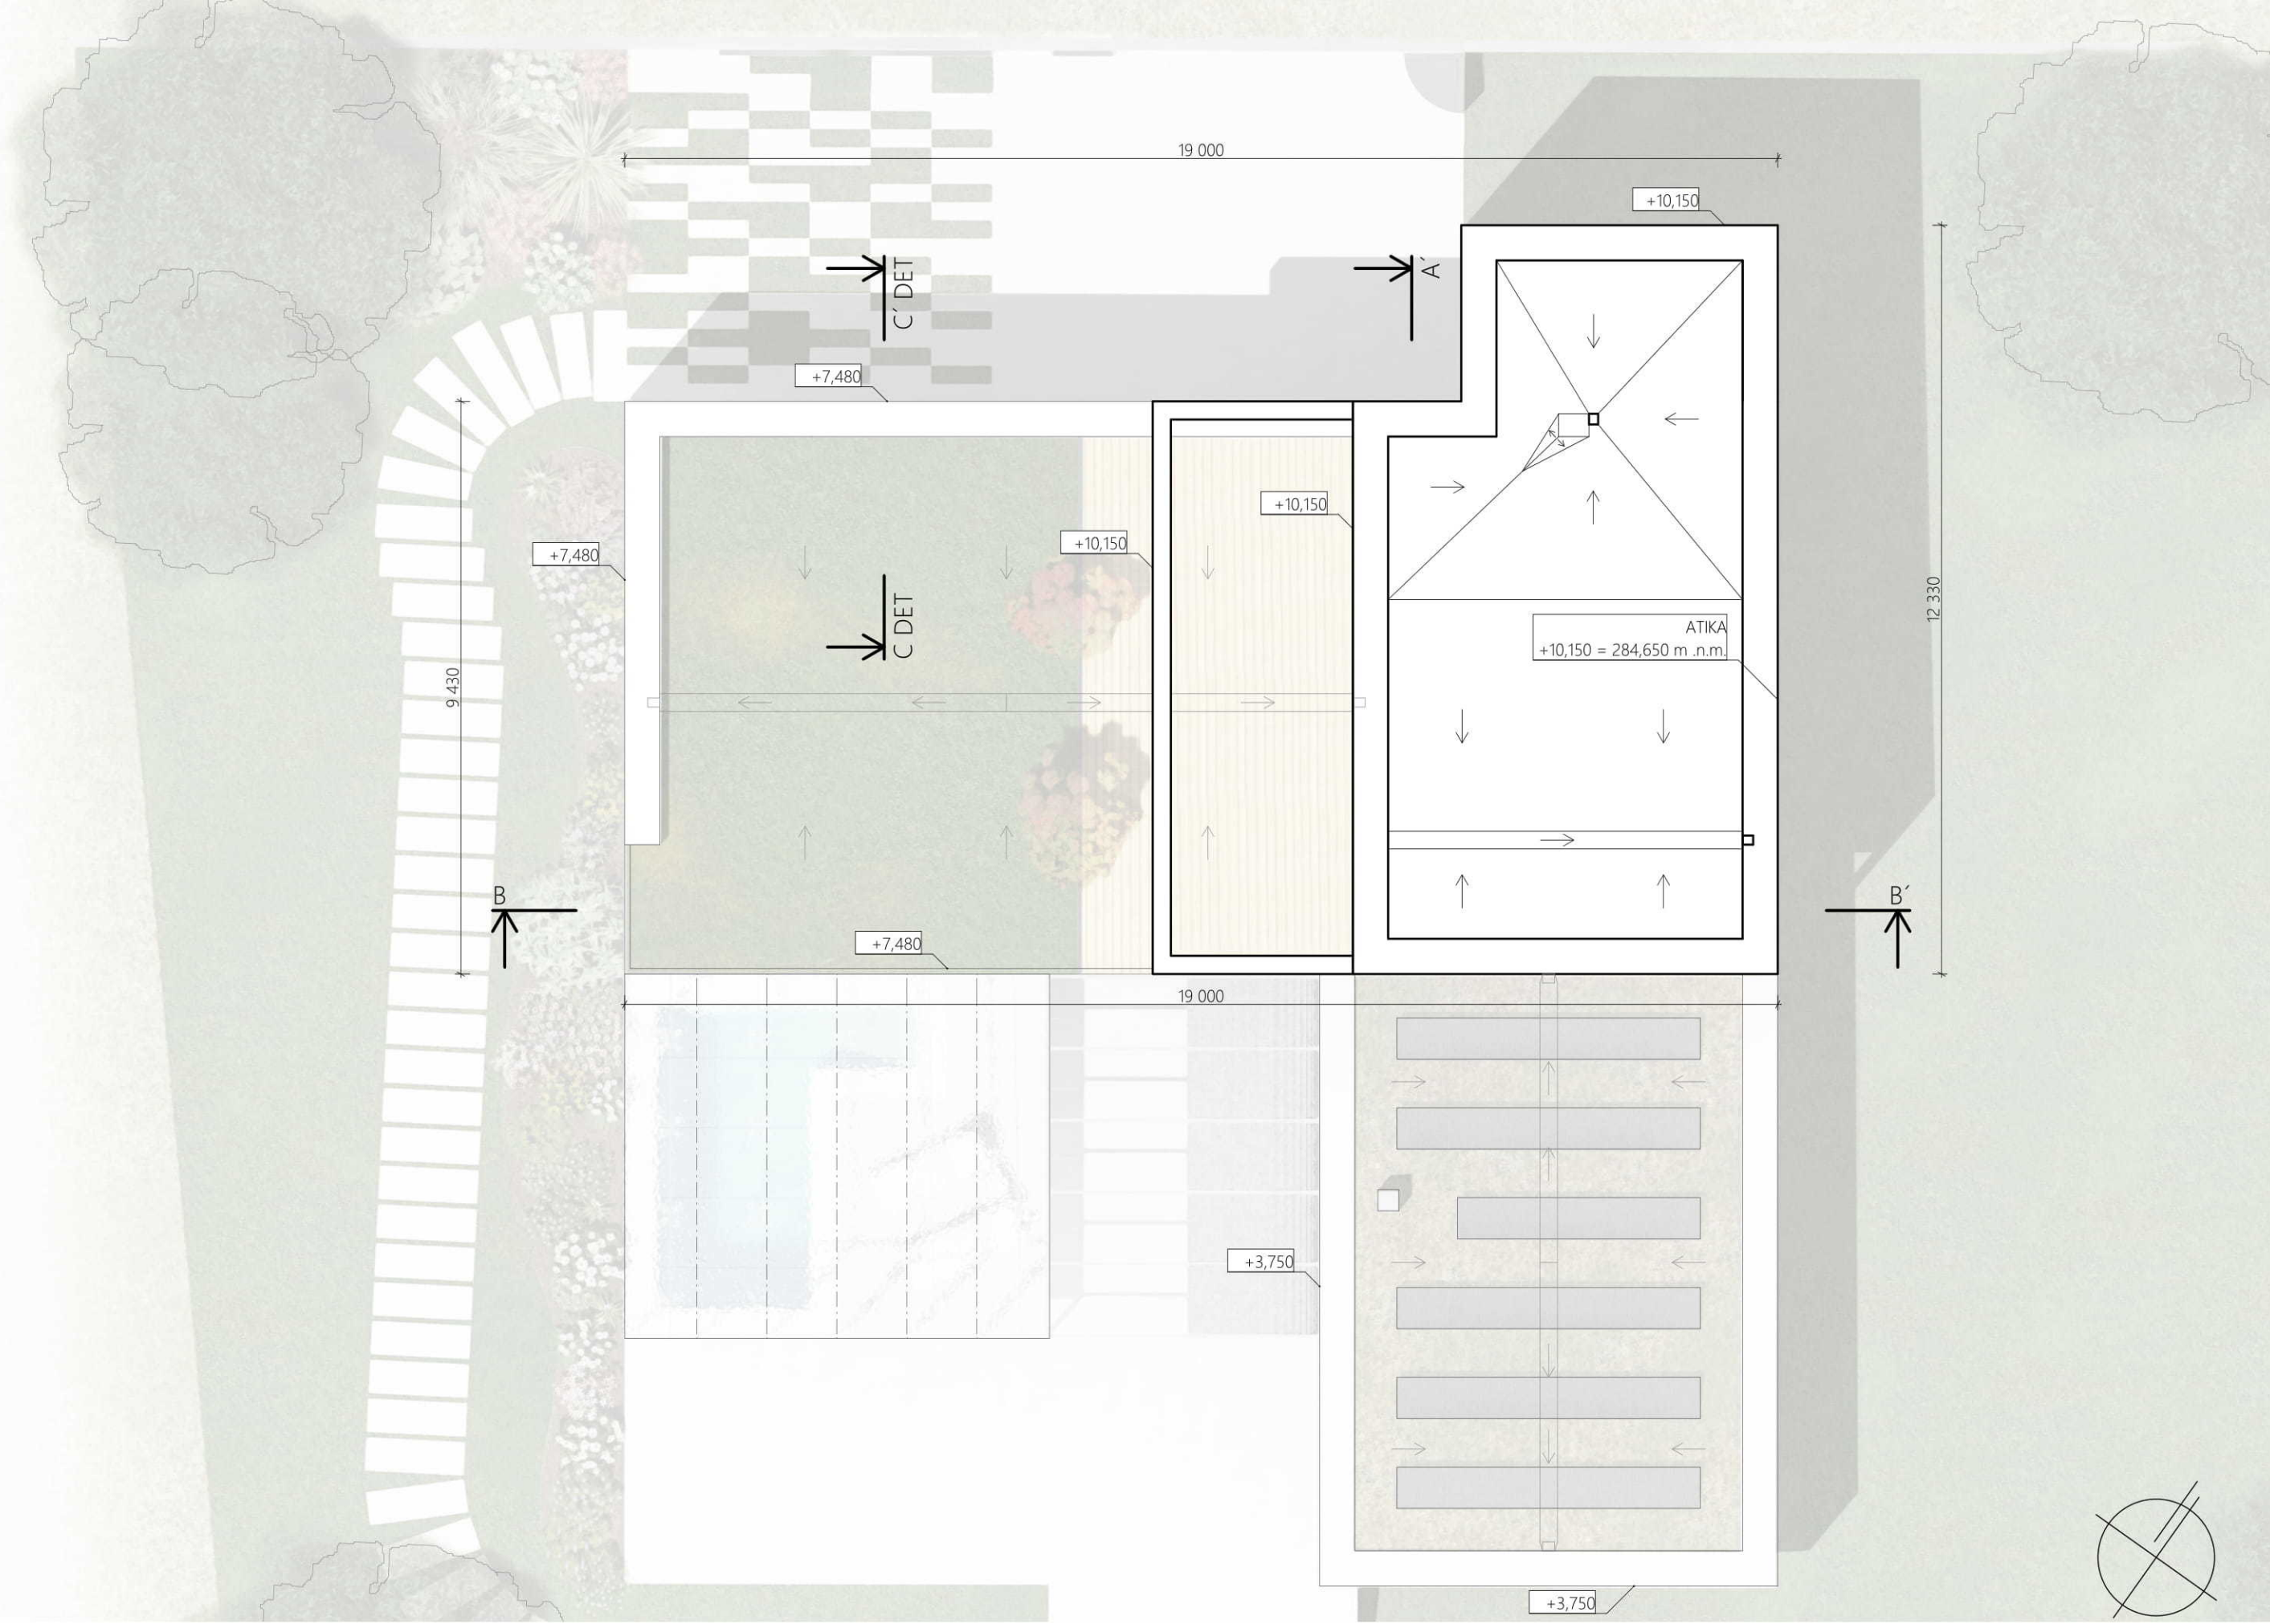 19 000
+10,150
C´ DET
A´
+7,480
+10,150
+10,150
+7,480
C DET
12 330
ATIKA
+10,150 = 284,650 m .n.m.
9 430
B
B´
+7,480
19 000
+3,750
+3,750